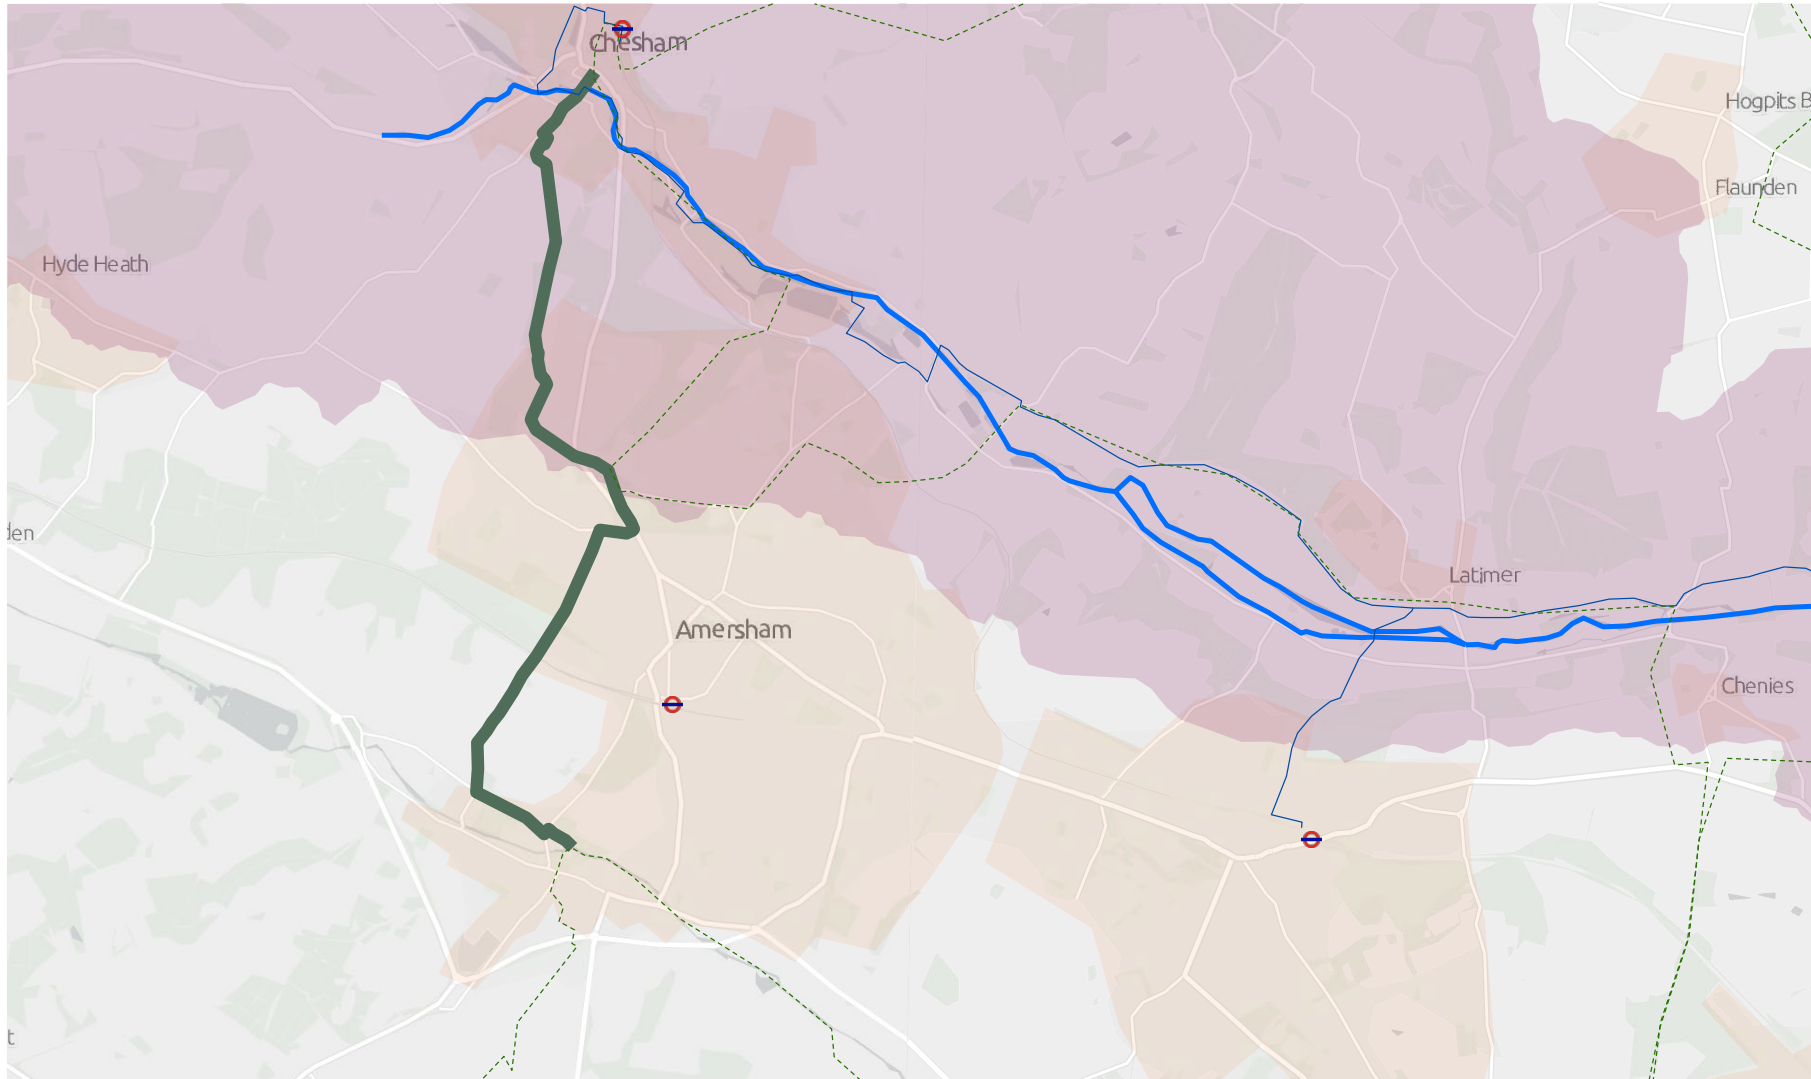 Chesham
Hogpits B
Flaunden
Hyde Heath
den
Latimer
Amersham
Chenies
t